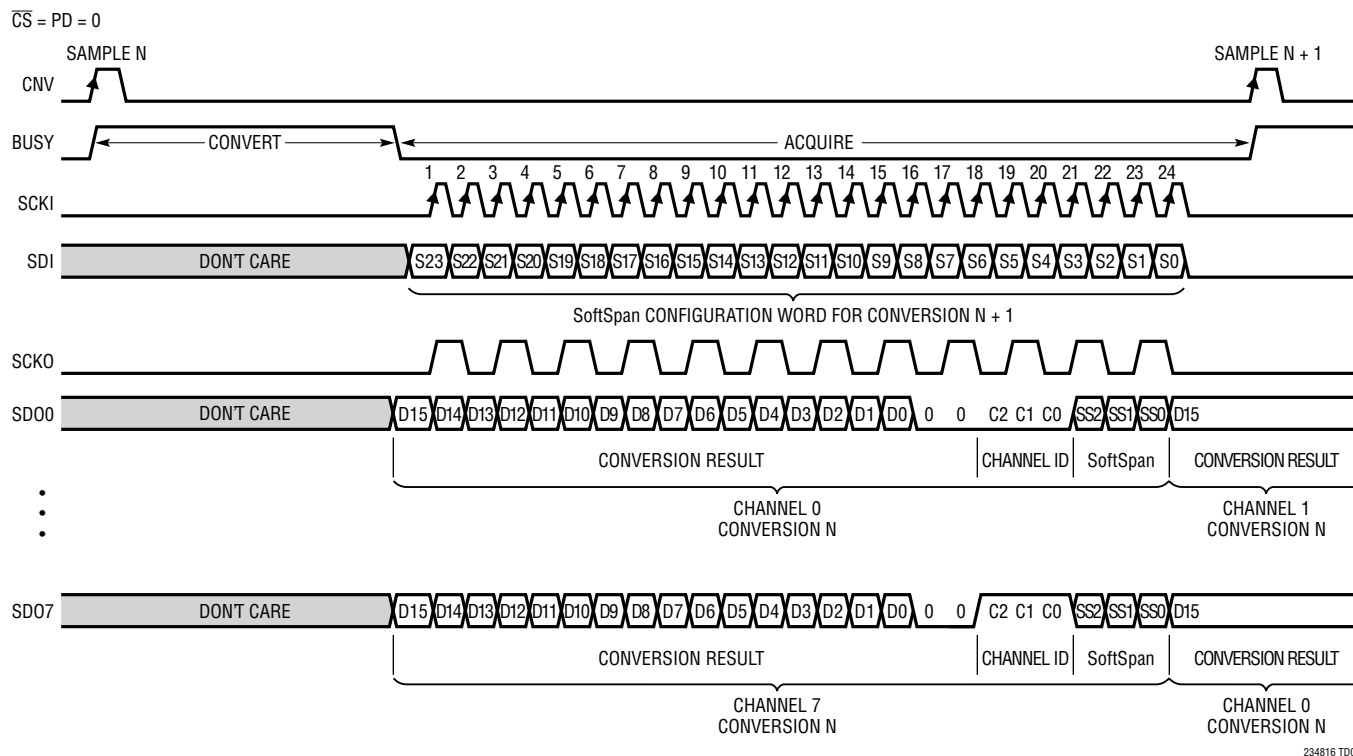 CS = PD = 0
SAMPLE N
SAMPLE N + 1
CNV
BUSY
CONVERT
ACQUIRE
1 2 3 4 5 6 7 8 9 10 11 12 13 14 15 16 17 18 19 20 21 22 23 24
SCKI
SDI
DON'T CARE
S23 S22 S21 S20 S19 S18 S17 S16 S15 S14 S13 S12 S11 S10 S9 S8 S7 S6 S5 S4 S3 S2 S1 S0
SoftSpan CONFIGURATION WORD FOR CONVERSION N + 1
SCKO
SDO0
DON'T CARE
D15 D14 D13 D12 D11 D10 D9 D8 D7 D6 D5 D4 D3 D2 D1 D0 0 0 C2 C1 C0 SS2 SS1 SS0 D15
CONVERSION RESULT
CHANNEL ID
SoftSpan
CONVERSION RESULT
CHANNEL 0
CONVERSION N
CHANNEL 1
CONVERSION N
SDO7
DON'T CARE
D15 D14 D13 D12 D11 D10 D9 D8 D7 D6 D5 D4 D3 D2 D1 D0 0 0 C2 C1 C0 SS2 SS1 SS0 D15
CONVERSION RESULT
CHANNEL ID
SoftSpan
CONVERSION RESULT
CHANNEL 7
CONVERSION N
CHANNEL 0
CONVERSION N